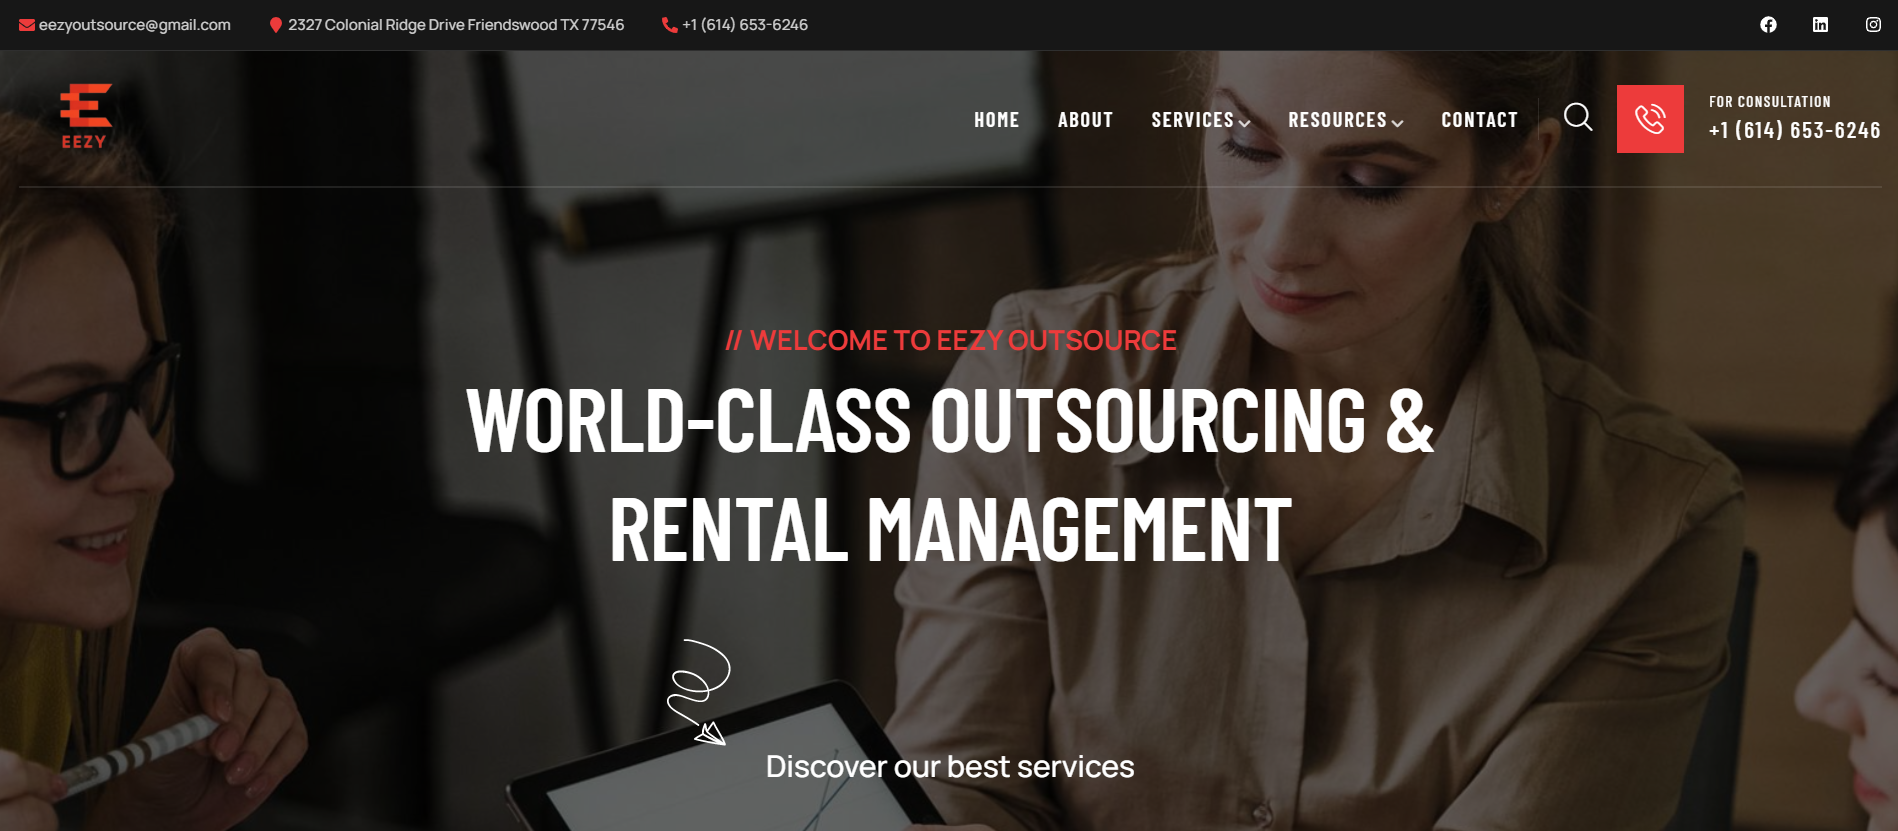 eezyoutsource@gmail.com 2327 Colonial Ridge Drive Friendswood TX 77546 +1 (614) 653-6246
EEZY
HOME ABOUT SERVICES RESOURCES CONTACT
FOR CONSULTATION
+1 (614) 653-6246
// WELCOME TO EEZY OUTSOURCE
WORLD-CLASS OUTSOURCING &
RENTAL MANAGEMENT
Discover our best services